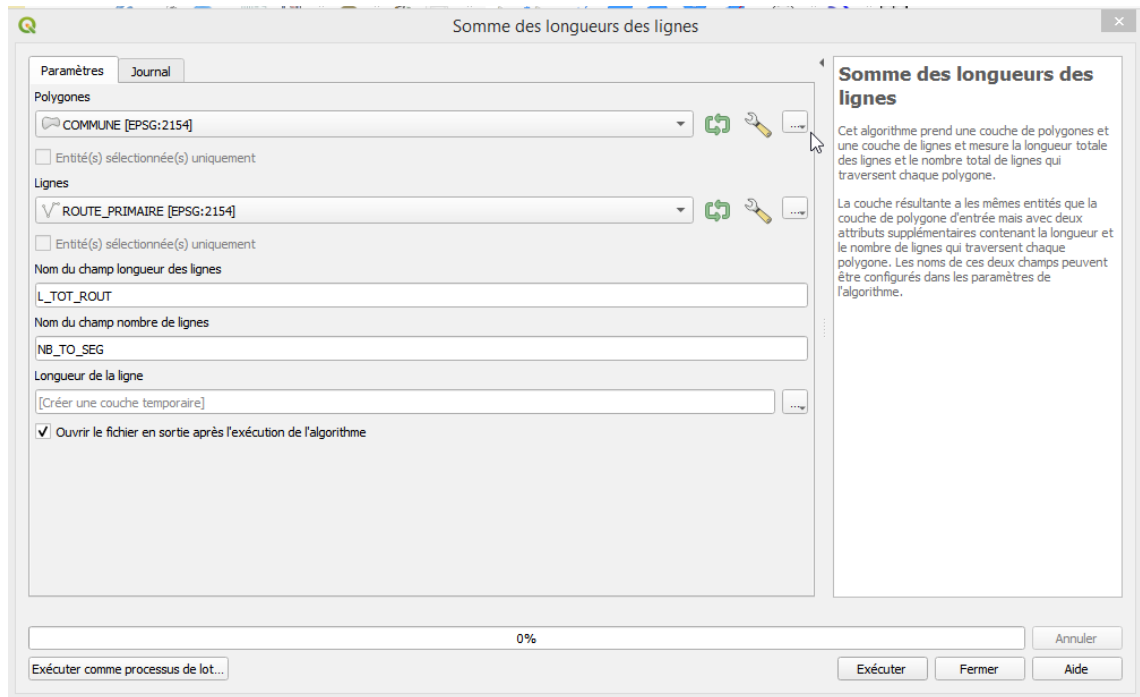 Somme des longueurs des lignes
Paramètres
Journal
Polygones
COMMUNE [EPSG:2154]
...
Entité(s) sélectionnée(s) uniquement
Lignes
ROUTE_PRIMAIRE [EPSG:2154]
...
Entité(s) sélectionnée(s) uniquement
Nom du champ longueur des lignes
L_TOT_ROUT
Nom du champ nombre de lignes
NB_TO_SEG
Longueur de la ligne
[Créer une couche temporaire]
...
Ouvrir le fichier en sortie après l'exécution de l'algorithme
Somme des longueurs des
lignes
Cet algorithme prend une couche de polygones et
une couche de lignes et mesure la longueur totale
des lignes et le nombre total de lignes qui
traversent chaque polygone.
La couche résultante a les mêmes entités que la
couche de polygone d'entrée mais avec deux
attributs supplémentaires contenant la longueur et
le nombre de lignes qui traversent chaque
polygone. Les noms de ces deux champs peuvent
être configurés dans les paramètres de
l'algorithme.
0%
Annuler
Exécuter comme processus de lot...
Exécuter
Fermer
Aide